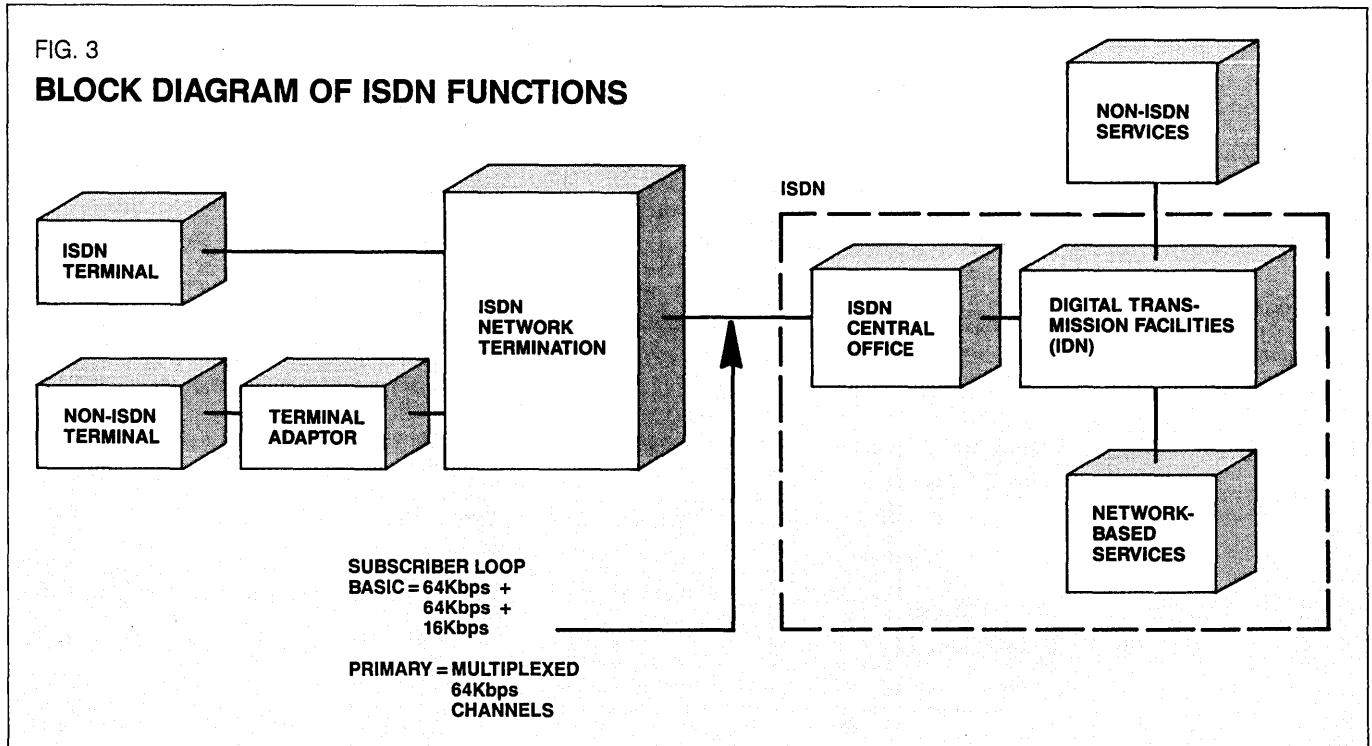 FIG. 3
BLOCK DIAGRAM OF ISDN FUNCTIONS
ISDN
TERMINAL
NON-ISDN
TERMINAL
TERMINAL
ADAPTOR
ISDN
NETWORK
TERMINATION
SUBSCRIBER LOOP
BASIC = 64Kbps +
64Kbps +
16Kbps
PRIMARY = MULTIPLEXED
64Kbps
CHANNELS
ISDN
ISDN
CENTRAL
OFFICE
DIGITAL TRANS-
MISSION FACILITIES
(IDN)
NON-ISDN
SERVICES
NETWORK-
BASED
SERVICES